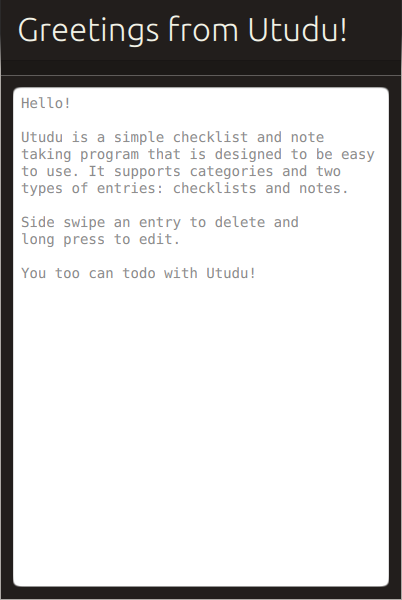 Greetings from Utudu!
Hello!
Utudu is a simple checklist and note
taking program that is designed to be easy
to use. It supports categories and two
types of entries: checklists and notes.
Side swipe an entry to delete and
long press to edit.
You too can todo with Utudu!